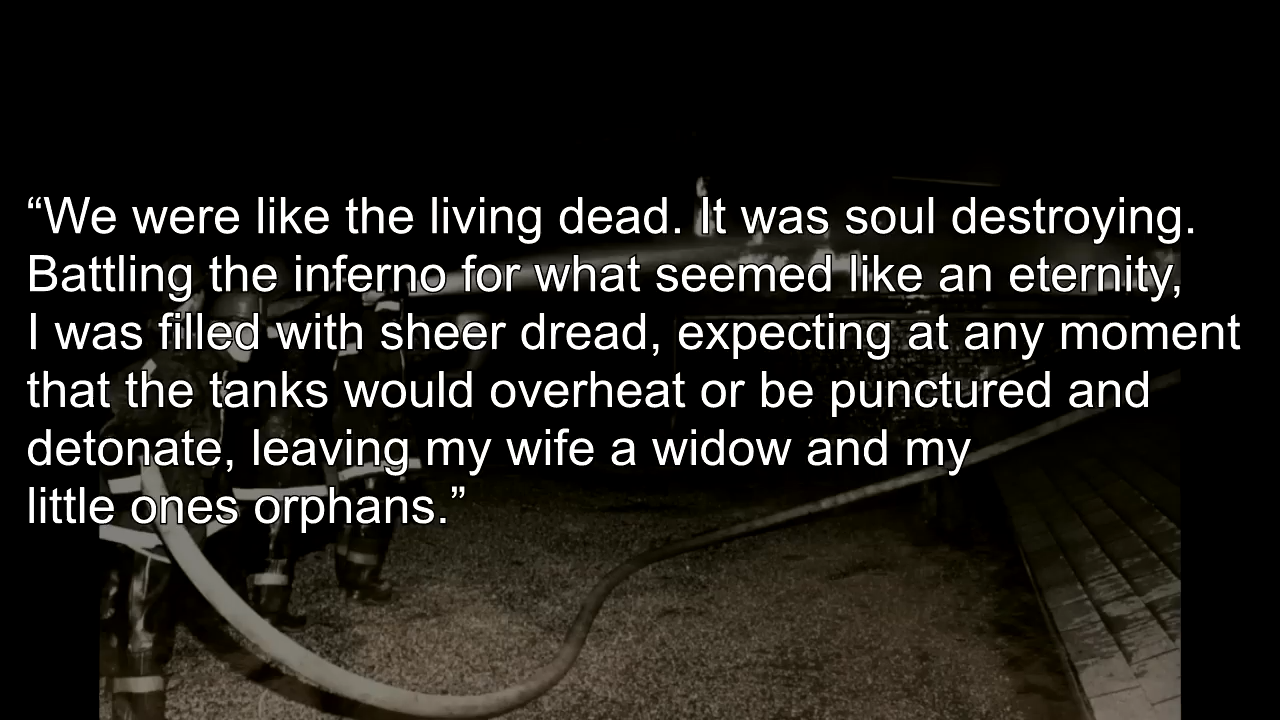 “We were like the living dead. It was soul destroying.
Battling the inferno for what seemed like an eternity,
I was filled with sheer dread, expecting at any moment
that the tanks would overheat or be punctured and
detonate, leaving my wife a widow and my
little ones orphans.”